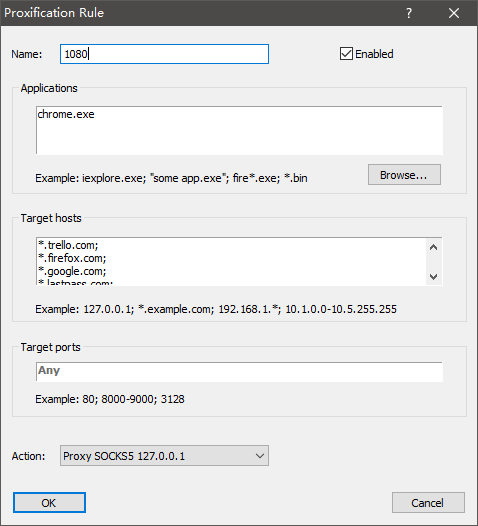 Proxification Rule
?
Name:
1080
Enabled
Applications
chrome.exe
Example: iexplore.exe; "some app.exe"; fire*.exe; *.bin
Browse...
Target hosts
*.trello.com;
*.firefox.com;
*.google.com;
*.lastpass.com;
Example: 127.0.0.1; *.example.com; 192.168.1.*; 10.1.0.0-10.5.255.255
Target ports
Any
Example: 80; 8000-9000; 3128
Action:
Proxy SOCKS5 127.0.0.1
OK
Cancel